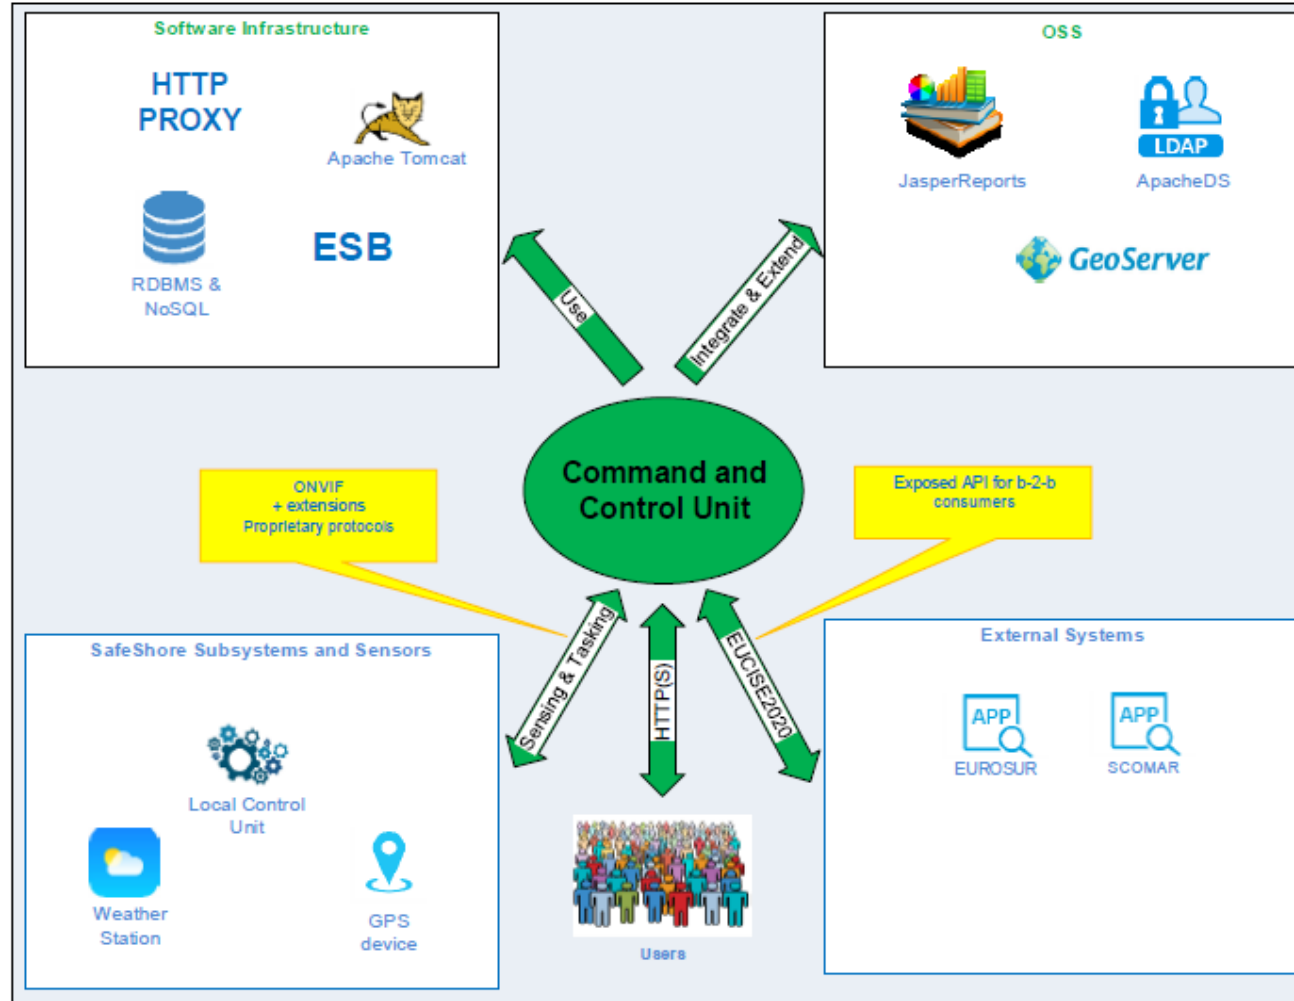 Software Infrastructure
HTTP
PROXY
Apache Tomcat
RDBMS &
NoSQL
ESB
OSS
JasperReports
LDAP
ApacheDS
GeoServer
Use
Integrate & Extend
Command and
Control Unit
ONVIF
+ extensions
Proprietary protocols
Exposed API for b-2-b
consumers
Sensing & Tasking
HTTP(S)
EUCISE2020
SafeShore Subsystems and Sensors
Local Control
Unit
Weather
Station
GPS
device
Users
External Systems
APP
EUROSUR
APP
SCOMAR